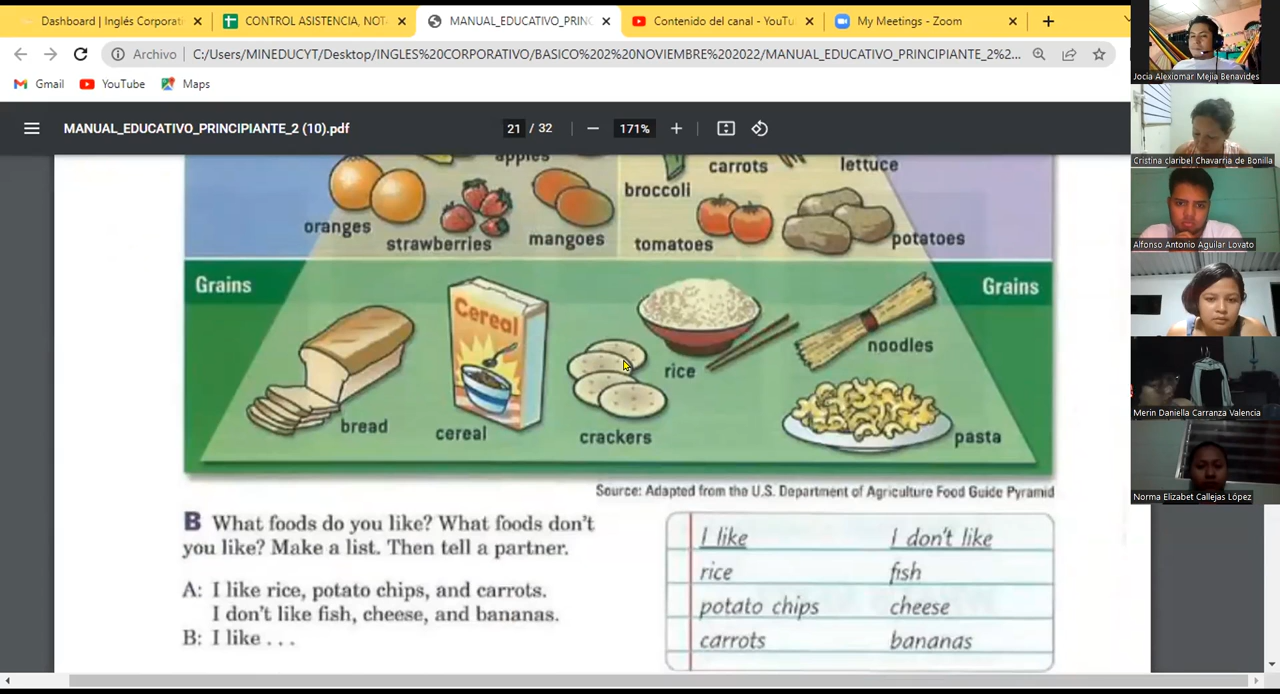 Dashboard | Inglés Corporati
CONTROL ASISTENCIA, NOT
MANUAL_EDUCATIVO_PRINC
Contenido del canal - YouTu
My Meetings - Zoom
Archivo
C:/Users/MINEDUCYT/Desktop/INGLES%20CORPORATIVO/BASICO%202%20NOVIEMBRE%202022/MANUAL_EDUCATIVO_PRINCIPIANTE_2%2...
Gmail
YouTube
Maps
MANUAL_EDUCATIVO_PRINCIPIANTE_2 (10).pdf
21 / 32
171%
apples
carrots
lettuce
broccoli
oranges
strawberries
mangoes
tomatoes
potatoes
Grains
Grains
Cereal
noodles
rice
bread
cereal
crackers
pasta
Source: Adapted from the U.S. Department of Agriculture Food Guide Pyramid
B What foods do you like? What foods don't
you like? Make a list. Then tell a partner.
A: I like rice, potato chips, and carrots.
I don't like fish, cheese, and bananas.
B: I like . . .
I like I don't like
rice fish
potato chips cheese
carrots bananas
Jocia Alexiomar Mejia Benavides
Cristina claribel Chavarria de Bonilla
Alfonso Antonio Aguilar Lovato
Merin Daniella Carranza Valencia
Norma Elizabet Callejas López